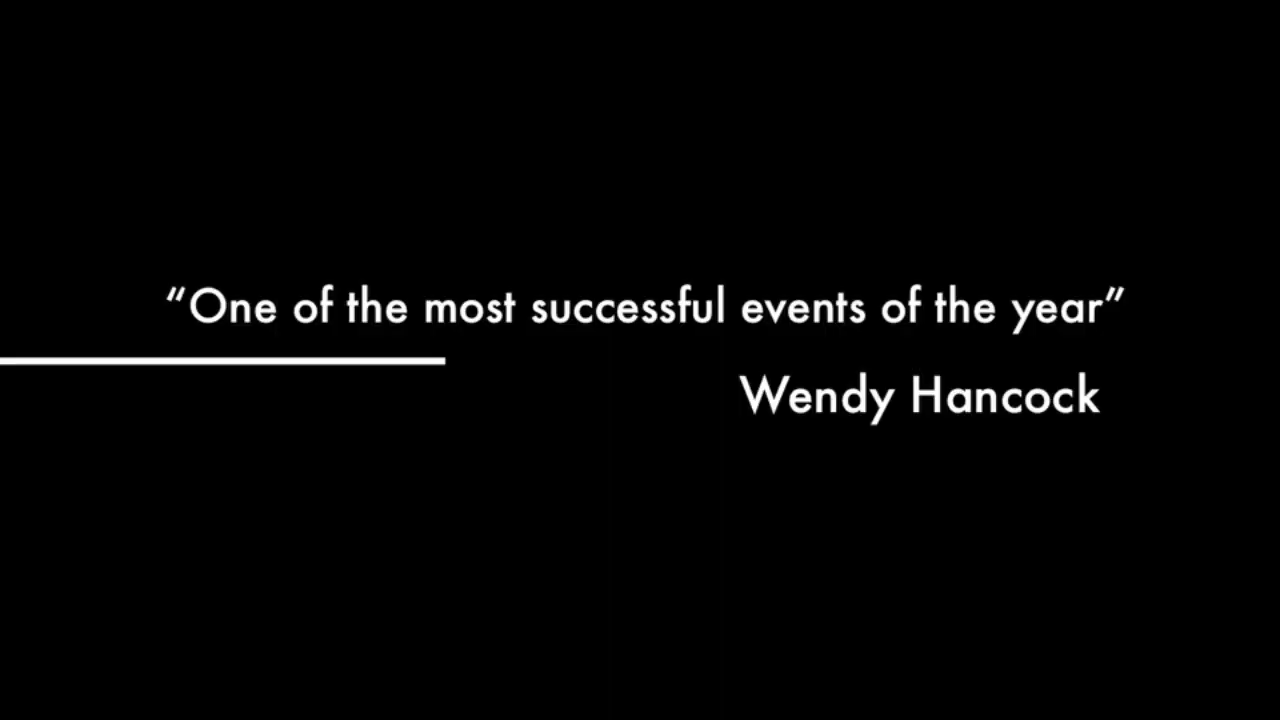 “One of the most successful events of the year”
Wendy Hancock